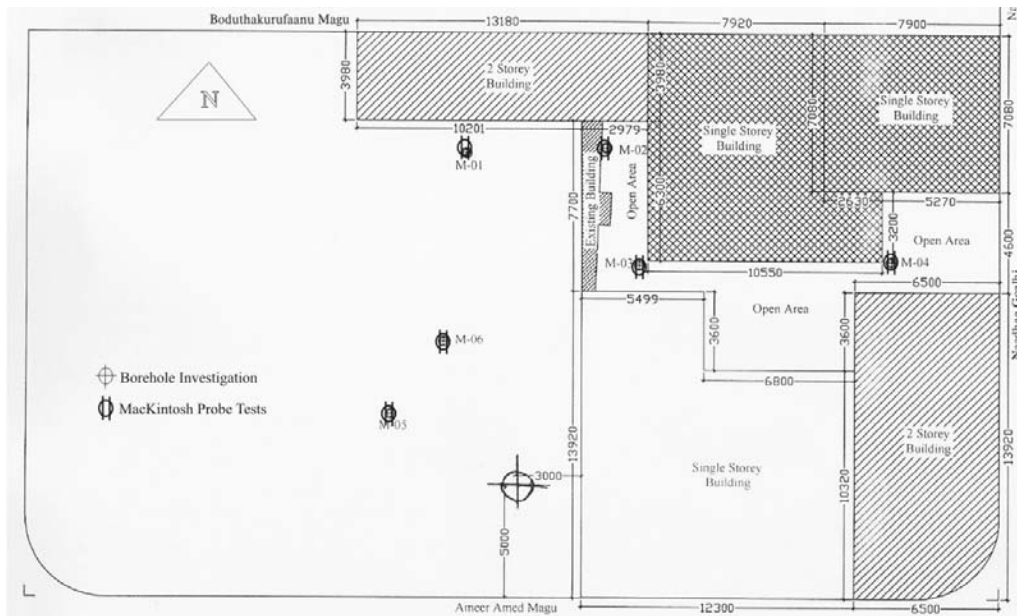 Boduthakurufaanu Magu
13180
7920
7900
2 Storey
Building
3980
3980
7080
7080
Single Storey
Building
Single Storey
Building
N
10201
2979
M-01
M-02
Existing Building
Open Area
7700
6300
2630
5270
3200
Open Area
4600
M-03
M-04
10550
6500
5499
Open Area
3600
3600
M-06
6800
Borehole Investigation
MacKintosh Probe Tests
M-05
3000
13920
Single Storey
Building
10320
2 Storey
Building
13920
5000
Ameer Amed Magu
12300
6500